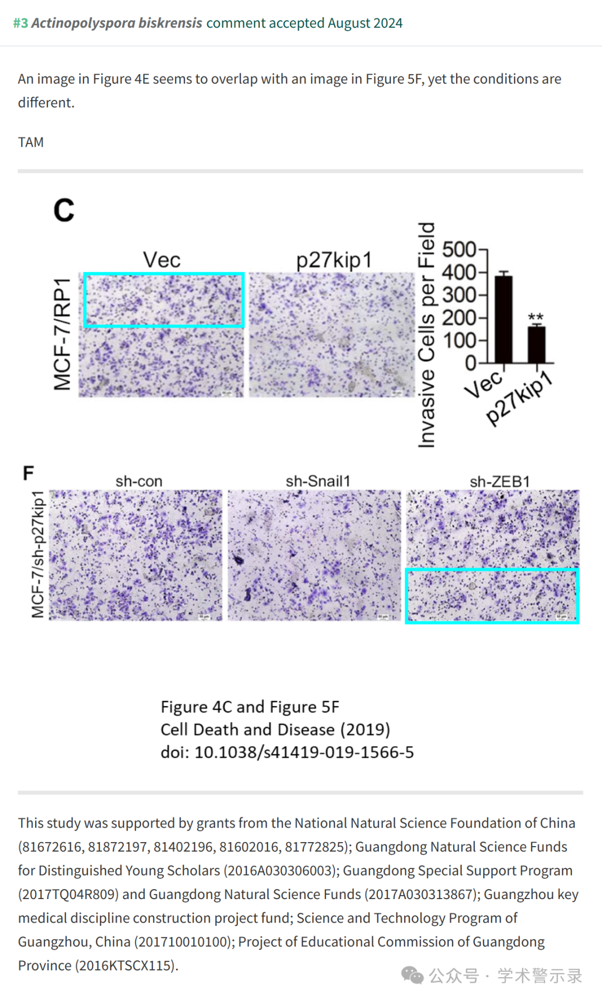 #3 Actinopolyspora biskrensis comment accepted August 2024
An image in Figure 4E seems to overlap with an image in Figure 5F, yet the conditions are
different.
TAM
C
Vec
p27kip1
MCF-7/RP1
Invasive Cells per Field
500
400
300
200
100
0
**
Vec
p27kip1
F
sh-con
sh-Snail1
sh-ZEB1
MCF-7/sh-p27kip1
50 μm
50 μm
50 μm
Figure 4C and Figure 5F
Cell Death and Disease (2019)
doi: 10.1038/s41419-019-1566-5
This study was supported by grants from the National Natural Science Foundation of China
(81672616, 81872197, 81402196, 81602016, 81772825); Guangdong Natural Science Funds
for Distinguished Young Scholars (2016A030306003); Guangdong Special Support Program
(2017TQ04R809) and Guangdong Natural Science Funds (2017A030313867); Guangzhou key
medical discipline construction project fund; Science and Technology Program of
Guangzhou, China (201710010100); Project of Educational Commission of Guangdong
Province (2016KTSCX115).
公众号 · 学术警示录